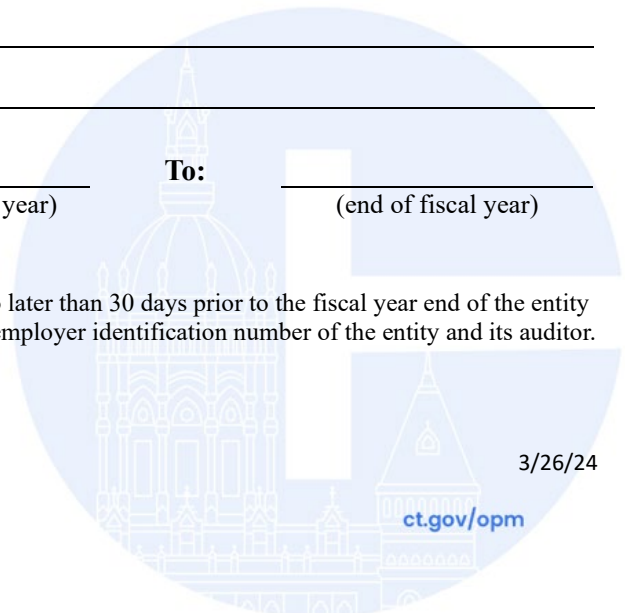 To:
year) (end of fiscal year)
later than 30 days prior to the fiscal year end of the entity
employer identification number of the entity and its auditor.
3/26/24
ct.gov/opm